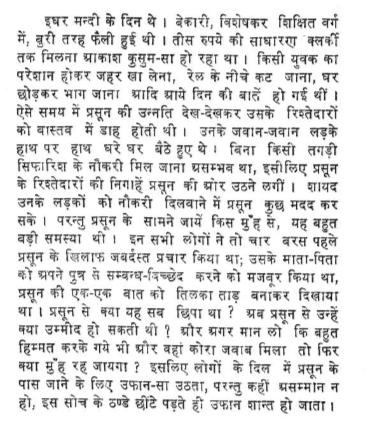 इधर मन्दी के दिन थे । बेकारी, विशेषकर शिक्षित वर्ग
में, बुरी तरह फैली हुई थी । तीस रुपये की साधारण क्लर्की
तक मिलना आकाश कुसुम-सा हो रहा था । किसी युवक का
परेशान होकर जहर खा लेना, रेल के नीचे कट जाना, घर
छोड़कर भाग जाना आदि आये दिन की बातें हो गई थीं ।
ऐसे समय में प्रसून की उन्नति देख-देखकर उसके रिश्तेदारों
को वास्तव में डाह होती थी । उनके जवान-जवान लड़के
हाथ पर हाथ धरे घर बैठे हुए थे । बिना किसी तगड़ी
सिफारिश के नौकरी मिल जाना असम्भव था, इसीलिए प्रसून
के रिश्तेदारों की निगाहें प्रसून की ओर उठने लगीं । शायद
उनके लड़कों को नौकरी दिलवाने में प्रसून कुछ मदद कर
सके । परन्तु प्रसून के सामने जायें किस मुँह से, यह बहुत
बड़ी समस्या थी । इन सभी लोगों ने तो चार बरस पहले
प्रसून के खिलाफ जबर्दस्त प्रचार किया था; उसके माता-पिता
को अपने पुत्र से सम्बन्ध-विच्छेद करने को मजबूर किया था,
प्रसून की एक-एक बात को तिलका ताड़ बनाकर दिखाया
था । प्रसून से क्या यह सब छिपा था ? अब प्रसून से उन्हें
क्या उम्मीद हो सकती थी ? और अगर मान लो कि बहुत
हिम्मत करके गये भी और वहां कोरा जवाब मिला तो फिर
क्या मुँह रह जायगा ? इसलिए लोगों के दिल में प्रसून के
पास जाने के लिए उफान-सा उठता, परन्तु कहीं असम्मान न
हो, इस सोच के ठण्डे छींटे पड़ते ही उफान शान्त हो जाता ।